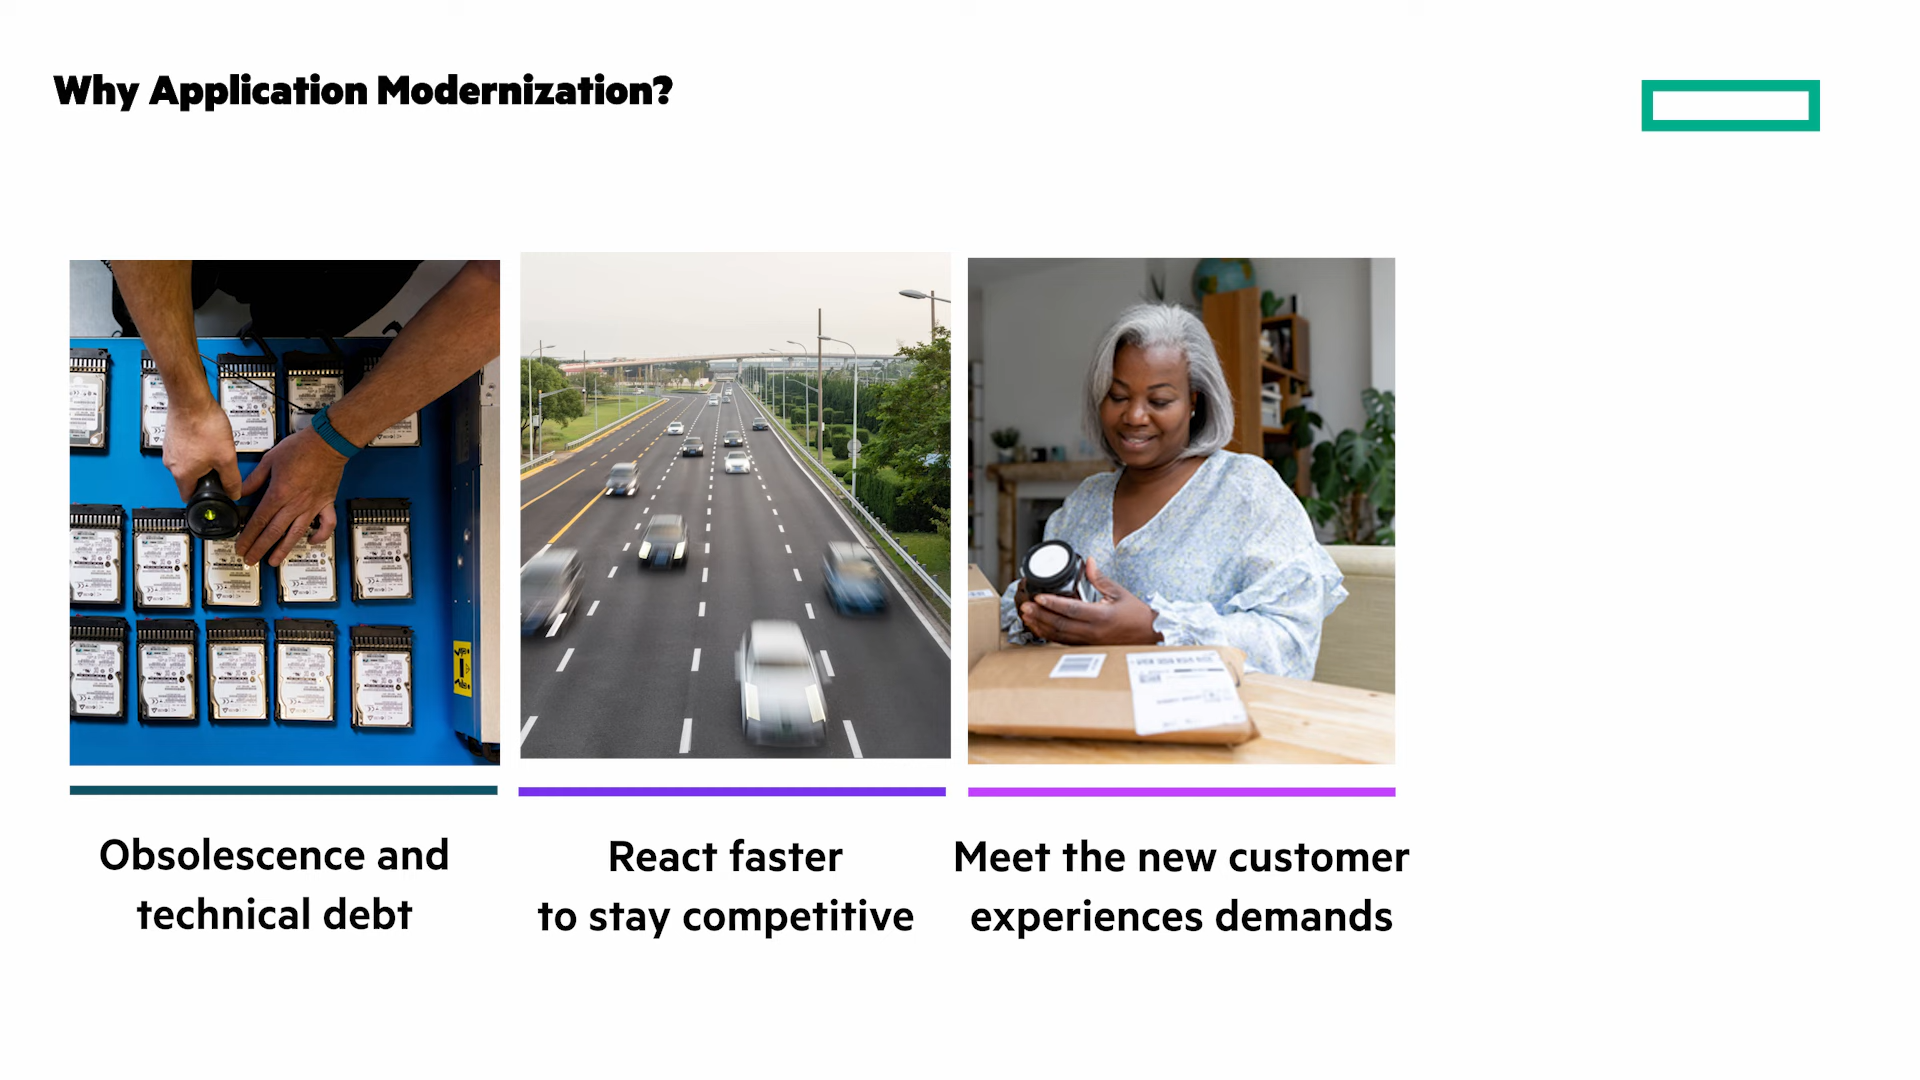 Why Application Modernization?
Obsolescence and
technical debt
React faster
to stay competitive
Meet the new customer
experiences demands